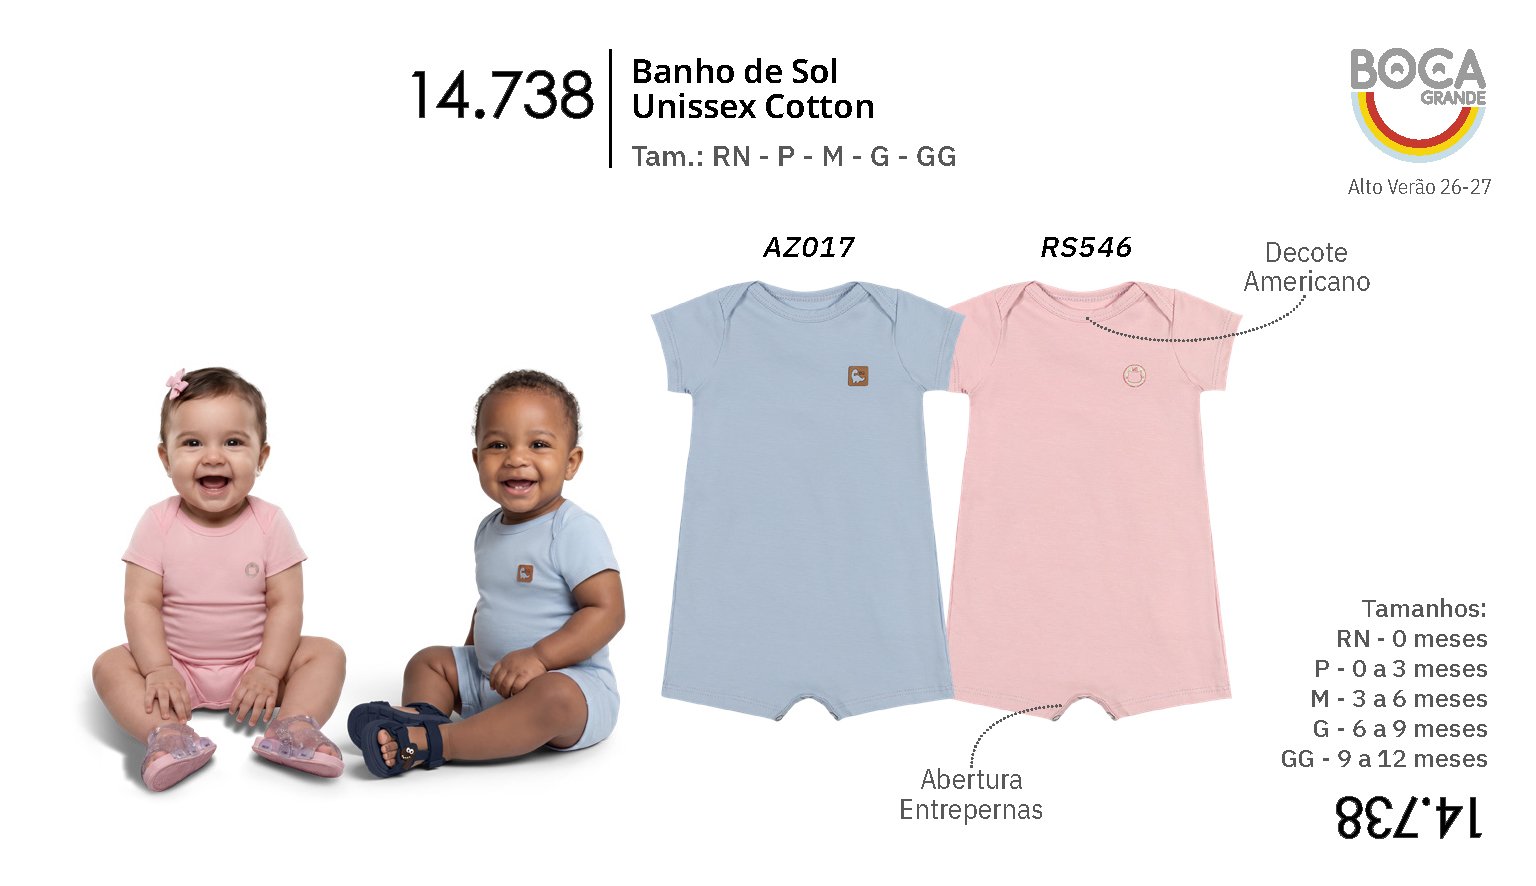 14.738
Banho de Sol
Unissex Cotton
Tam.: RN - P - M - G - GG
BOCA
GRANDE
Alto Verão 26-27
AZ017
RS546
Decote
Americano
Abertura
Entrepernas
Tamanhos:
RN - 0 meses
P - 0 a 3 meses
M - 3 a 6 meses
G - 6 a 9 meses
GG - 9 a 12 meses
14.738